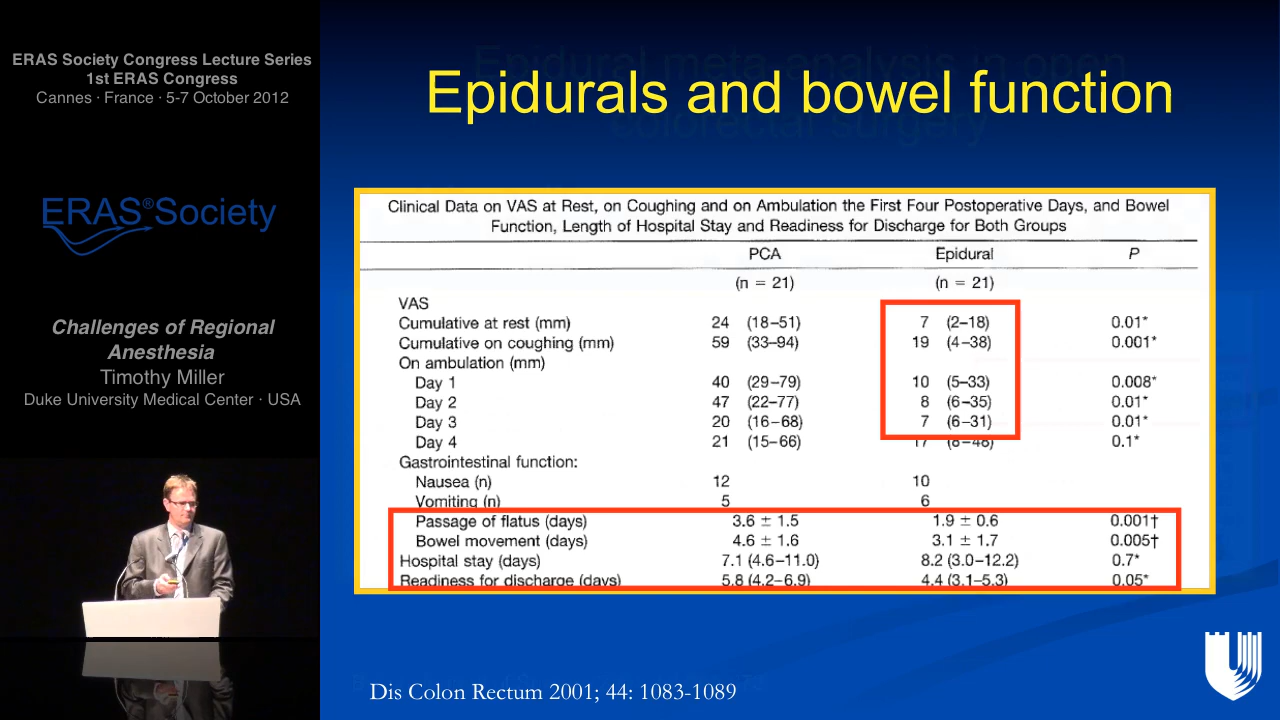 ERAS Society Congress Lecture Series
1st ERAS Congress
Cannes · France · 5-7 October 2012
ERAS®Society
Challenges of Regional
Anesthesia
Timothy Miller
Duke University Medical Center · USA
Epidural meta-analysis in open
colorectal surgery
Epidurals and bowel function
Clinical Data on VAS at Rest, on Coughing and on Ambulation the First Four Postoperative Days, and Bowel
Function, Length of Hospital Stay and Readiness for Discharge for Both Groups
PCA Epidural P
(n = 21) (n = 21)
VAS
Cumulative at rest (mm) 24 (18–51) 7 (2–18) 0.01*
Cumulative on coughing (mm) 59 (33–94) 19 (4–38) 0.001*
On ambulation (mm)
Day 1 40 (29–79) 10 (5–33) 0.008*
Day 2 47 (22–77) 8 (6–35) 0.01*
Day 3 20 (16–68) 7 (6–31) 0.01*
Day 4 21 (15–66) 17 (8–48) 0.1*
Gastrointestinal function:
Nausea (n) 12 10
Vomiting (n) 5 6
Passage of flatus (days) 3.6 ± 1.5 1.9 ± 0.6 0.001†
Bowel movement (days) 4.6 ± 1.6 3.1 ± 1.7 0.005†
Hospital stay (days) 7.1 (4.6–11.0) 8.2 (3.0–12.2) 0.7*
Readiness for discharge (days) 5.8 (4.2–6.9) 4.4 (3.1–5.3) 0.05*
Dis Colon Rectum 2001; 44: 1083-1089